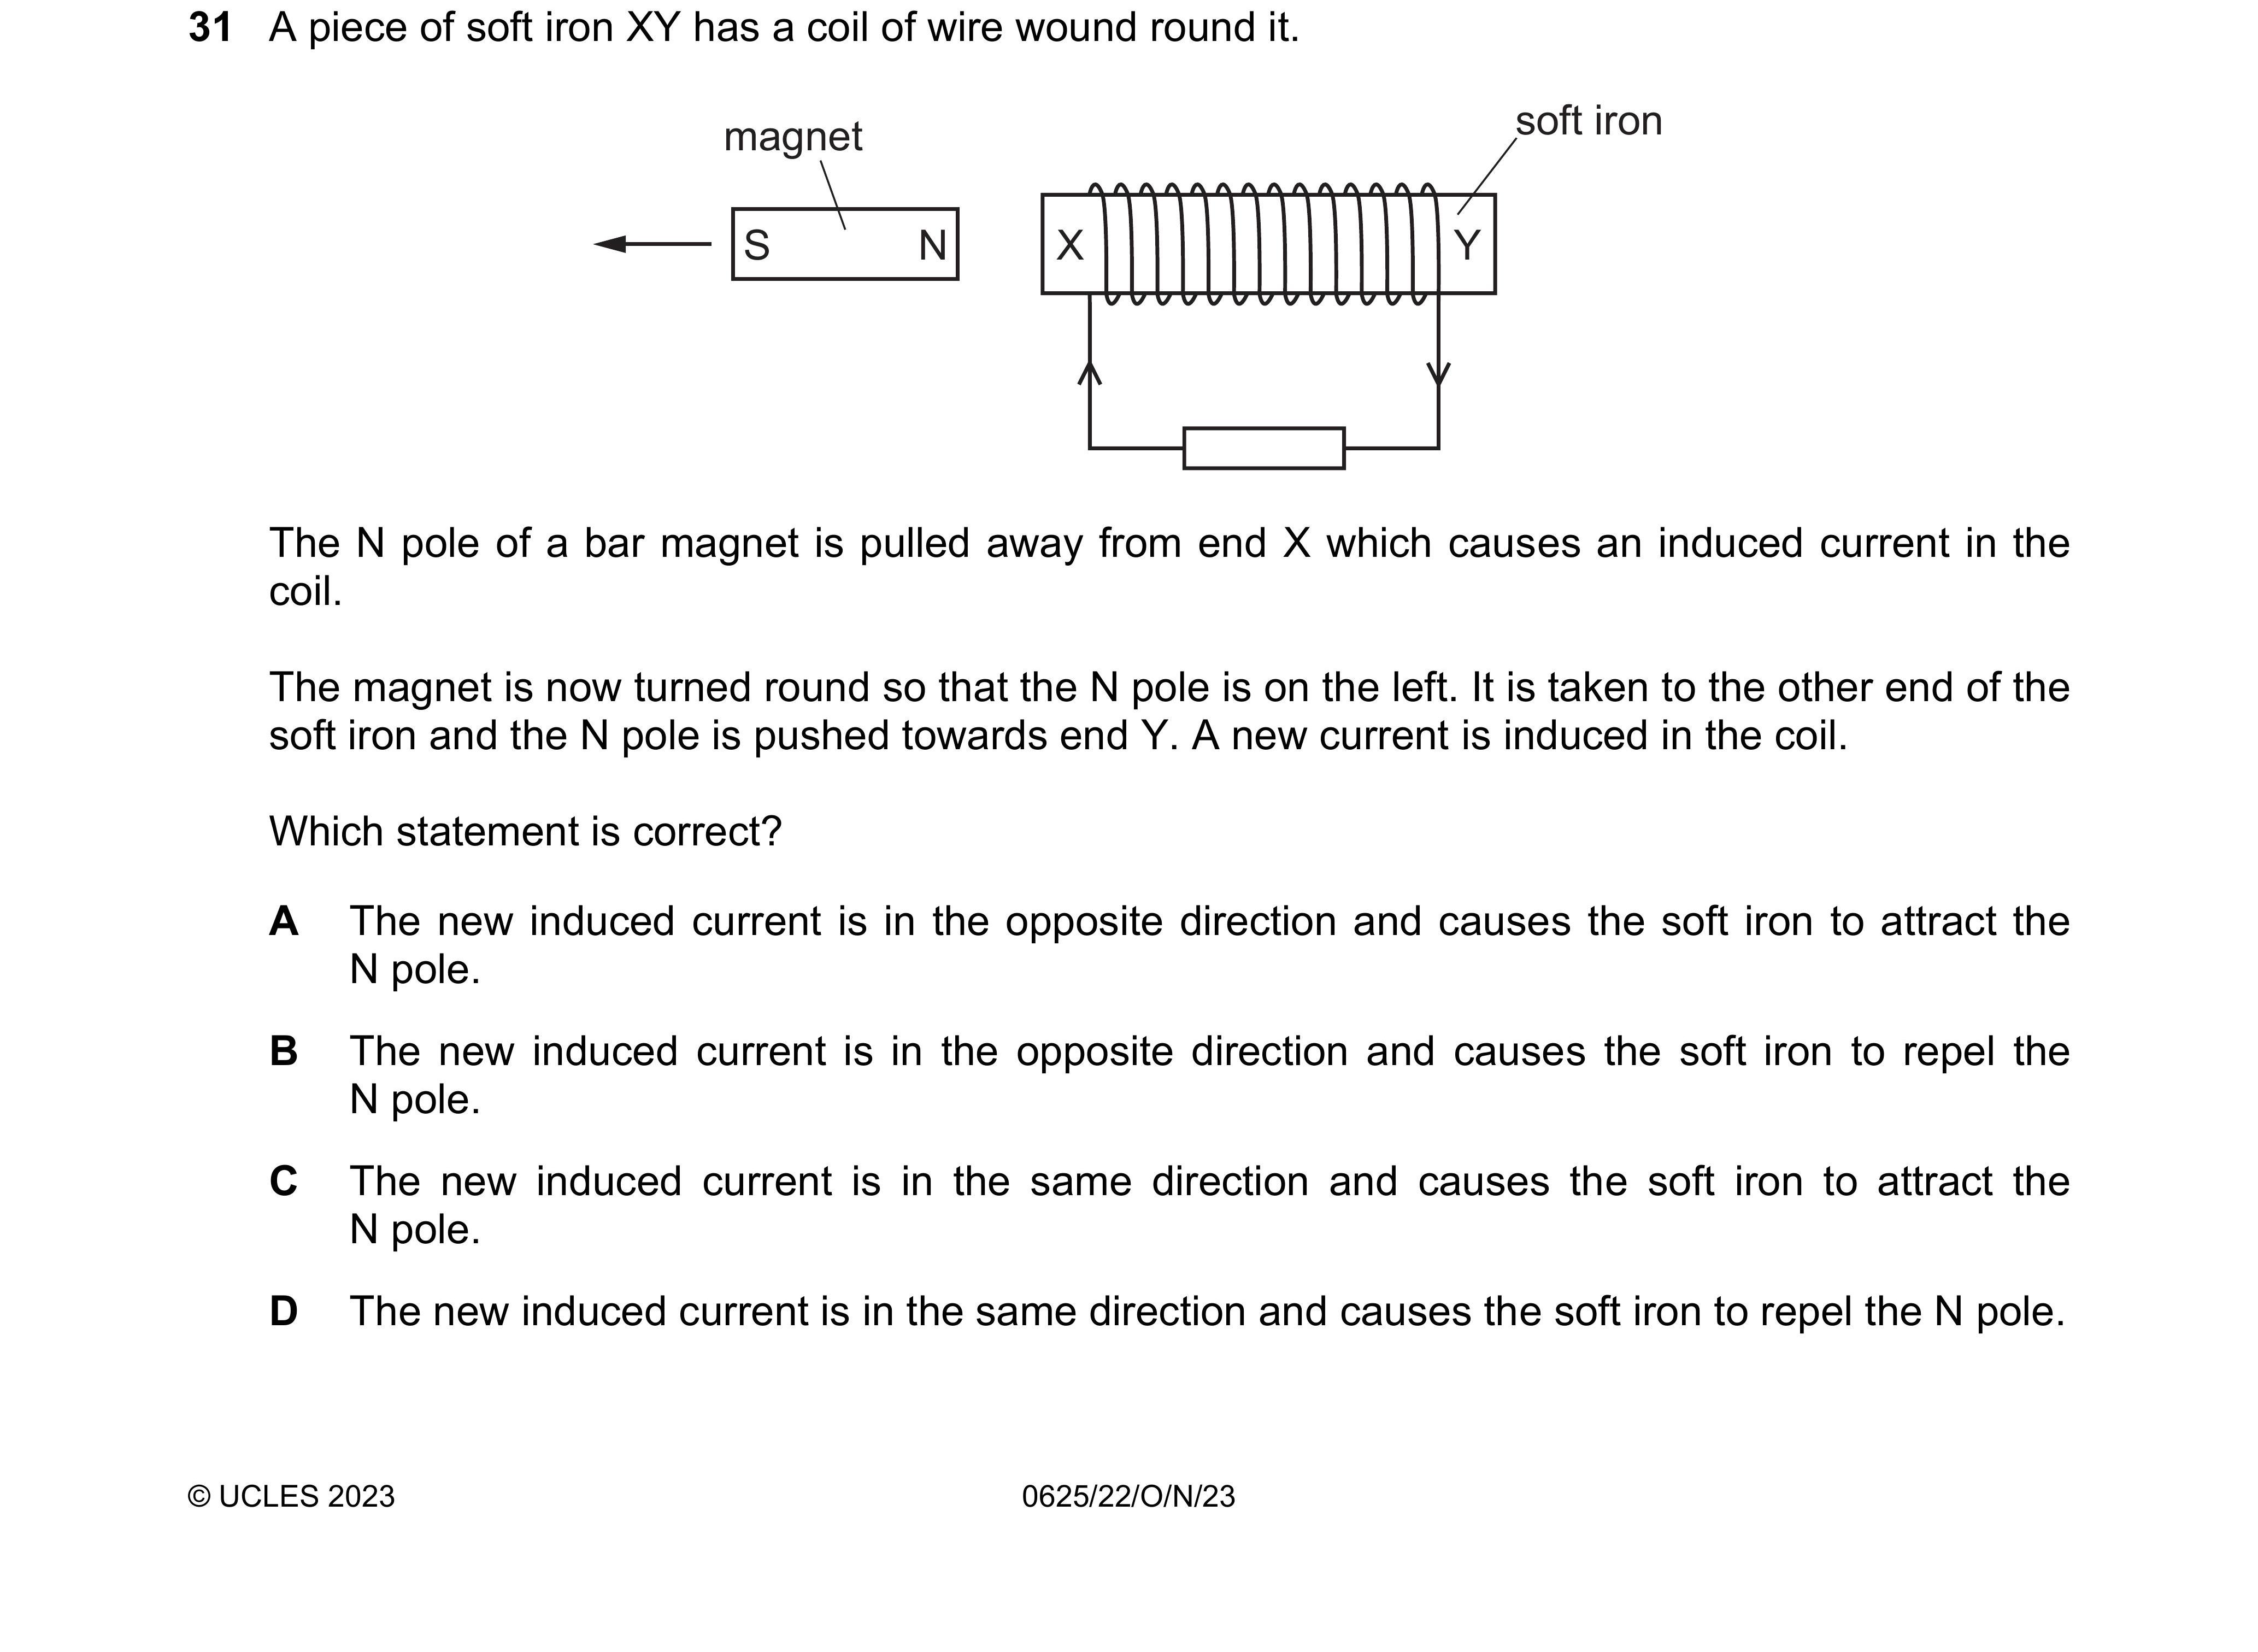 31 A piece of soft iron XY has a coil of wire wound round it.
magnet
soft iron
S N X Y
The N pole of a bar magnet is pulled away from end X which causes an induced current in the
coil.
The magnet is now turned round so that the N pole is on the left. It is taken to the other end of the
soft iron and the N pole is pushed towards end Y. A new current is induced in the coil.
Which statement is correct?
A The new induced current is in the opposite direction and causes the soft iron to attract the
N pole.
B The new induced current is in the opposite direction and causes the soft iron to repel the
N pole.
C The new induced current is in the same direction and causes the soft iron to attract the
N pole.
D The new induced current is in the same direction and causes the soft iron to repel the N pole.
© UCLES 2023 0625/22/O/N/23